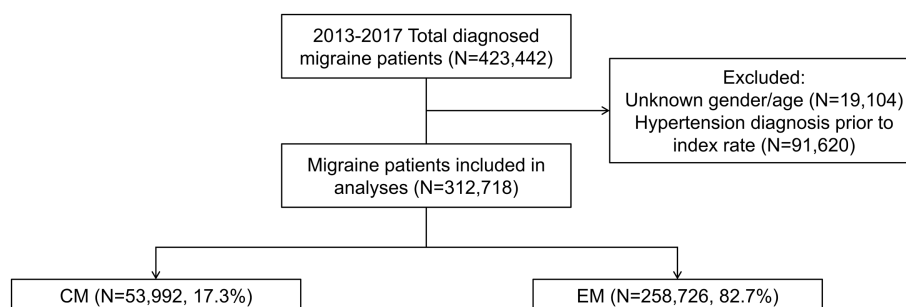 2013-2017 Total diagnosed
migraine patients (N=423,442)
Excluded:
Unknown gender/age (N=19,104)
Hypertension diagnosis prior to
index rate (N=91,620)
Migraine patients included in
analyses (N=312,718)
CM (N=53,992, 17.3%)
EM (N=258,726, 82.7%)